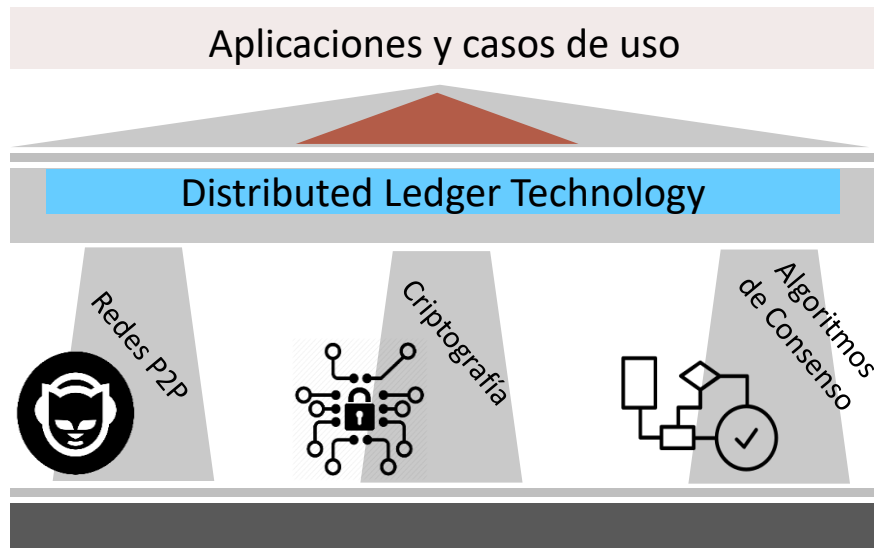 Aplicaciones y casos de uso
Distributed Ledger Technology
Redes P2P
Criptografía
Algoritmos
de Consenso